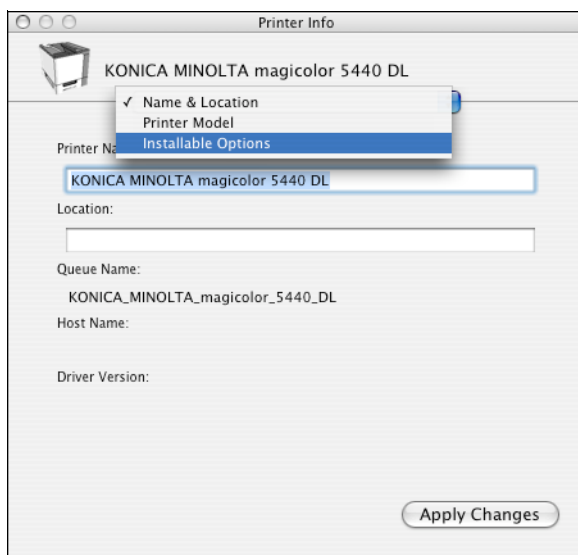 Printer Info
KONICA MINOLTA magicolor 5440 DL
✓ Name & Location
Printer Model
Installable Options
Printer Na
KONICA MINOLTA magicolor 5440 DL
Location:
Queue Name:
KONICA_MINOLTA_magicolor_5440_DL
Host Name:
Driver Version:
Apply Changes